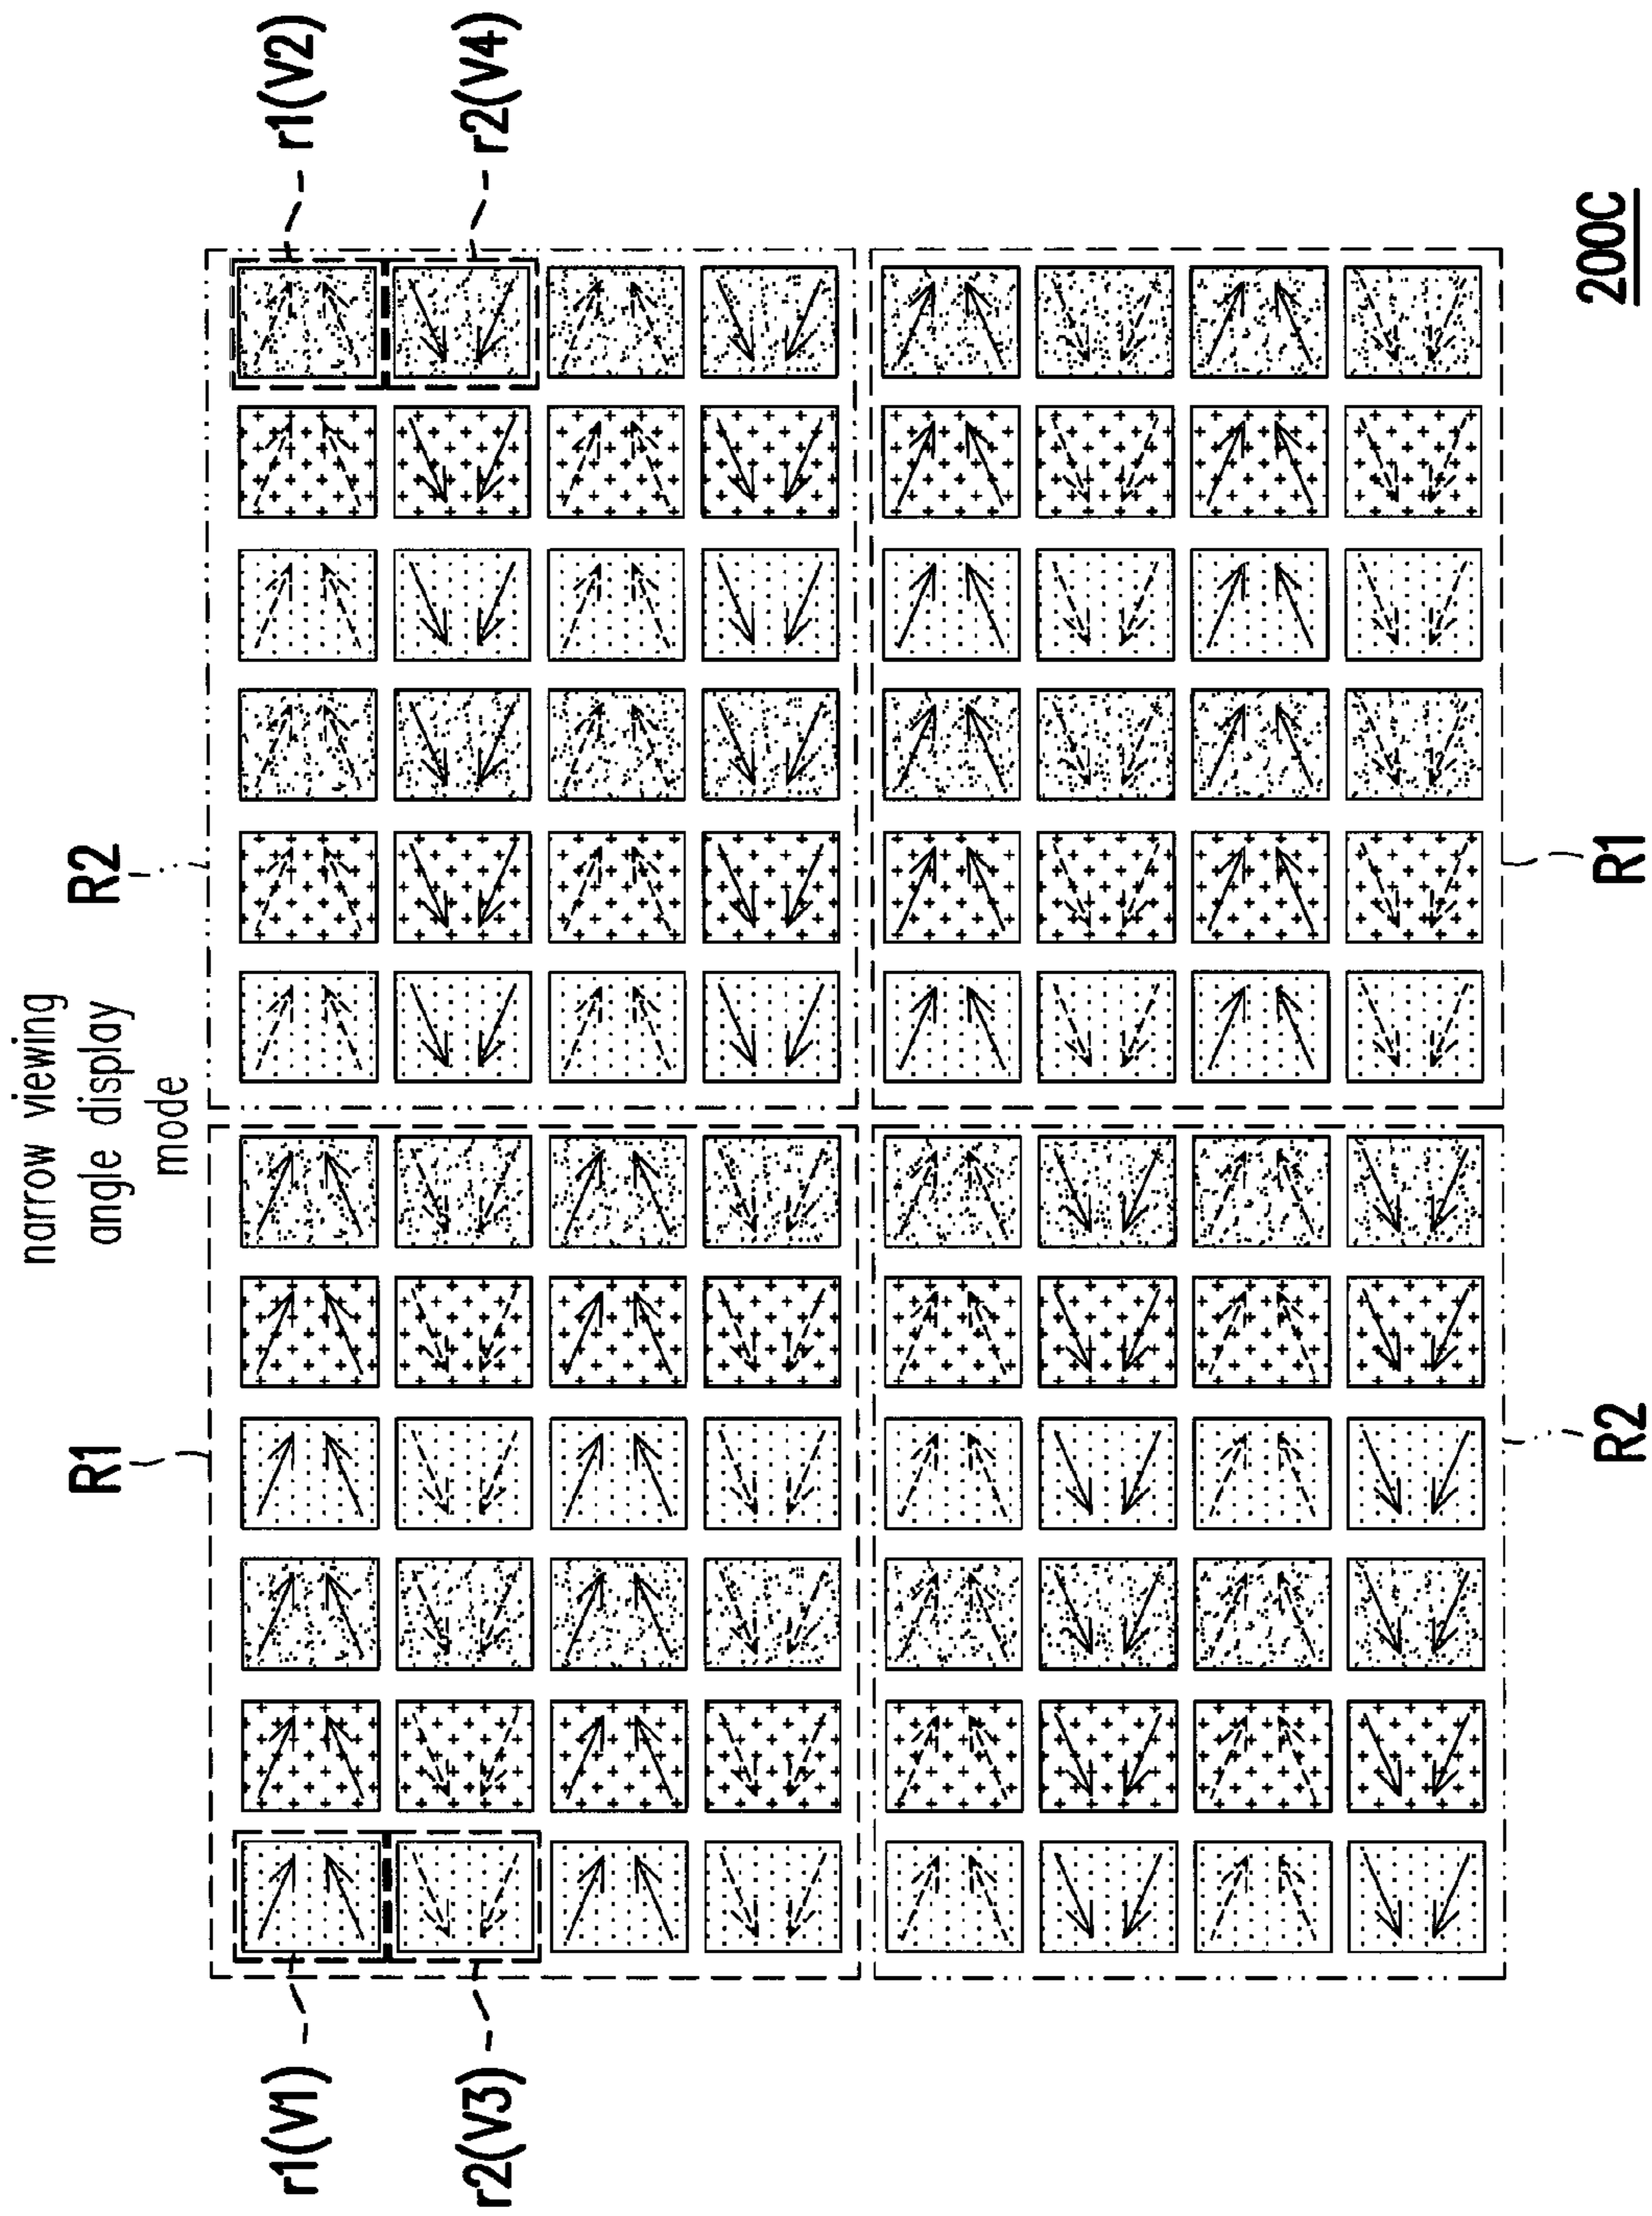 narrow viewing
angle display
mode
R1
R2
r1(V1)
r1(V2)
r2(V3)
r2(V4)
R2
R1
200C